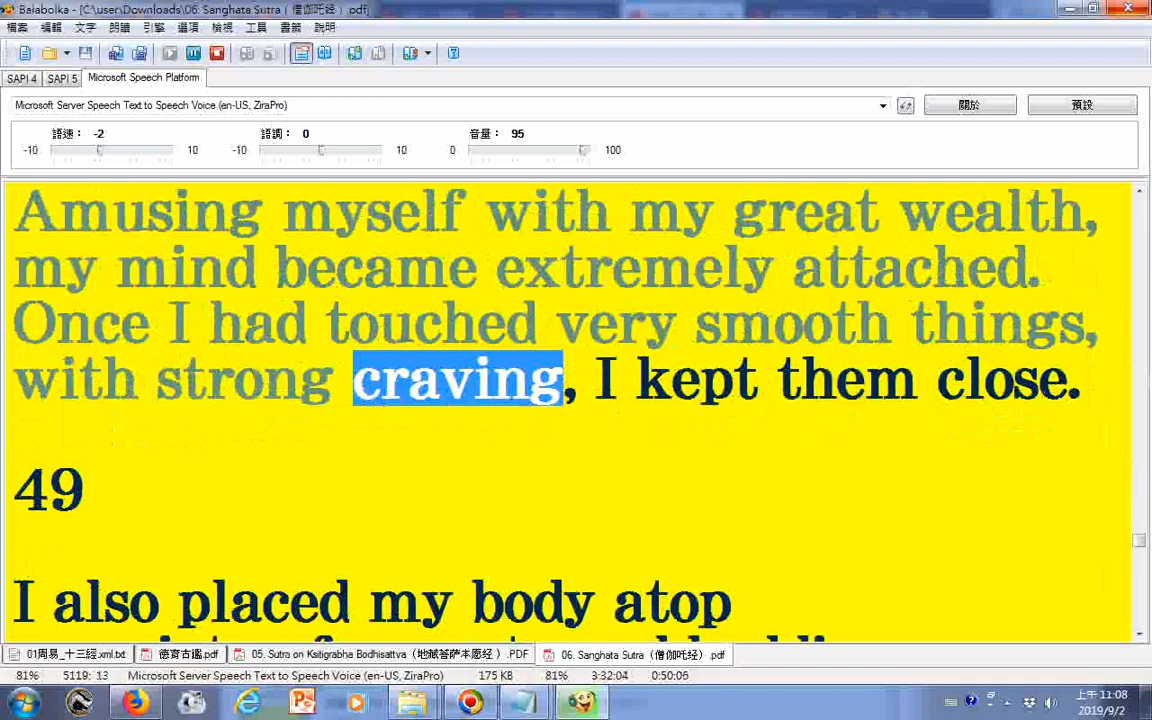 Balabolka - [C:\user\Downloads\06. Sanghata Sutra（僧伽吒经）.pdf]
檔案 編輯 文字 朗讀 引擎 選項 檢視 工具 書籤 說明
SAPI 4 SAPI 5 Microsoft Speech Platform
Microsoft Server Speech Text to Speech Voice (en-US, ZiraPro) 關於 預設
語速： -2 語調： 0 音量： 95
-10 10 -10 10 0 100
Amusing myself with my great wealth,
my mind became extremely attached.
Once I had touched very smooth things,
with strong craving, I kept them close.
49
I also placed my body atop
01周易_十三經.xml.txt 德育古鑑.pdf 05. Sutra on Ksitigrabha Bodhisattva（地藏菩萨本愿经）.PDF 06. Sanghata Sutra（僧伽吒经）.pdf
81% 5119: 13 Microsoft Server Speech Text to Speech Voice (en-US, ZiraPro) 175 KB 81% 3:32:04 0:50:06
上午 11:08
2019/9/2